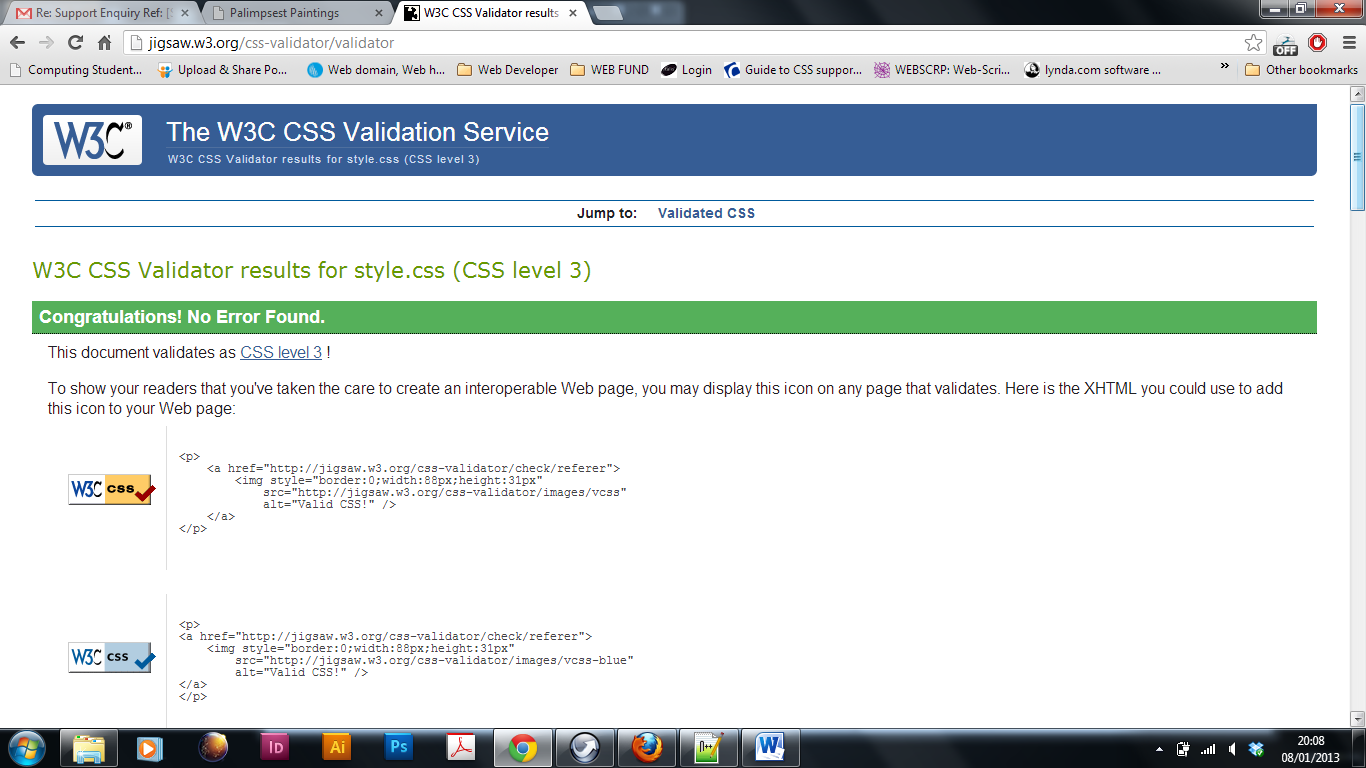 Re: Support Enquiry Ref: [
Palimpsest Paintings
W3C CSS Validator results
jigsaw.w3.org/css-validator/validator
OFF
Computing Student...
Upload & Share Po...
Web domain, Web h...
Web Developer
WEB FUND
Login
Guide to CSS suppor...
WEBSCRP: Web-Scri...
lynda.com software ...
»
Other bookmarks
W3C®
The W3C CSS Validation Service
W3C CSS Validator results for style.css (CSS level 3)
Jump to: Validated CSS
W3C CSS Validator results for style.css (CSS level 3)
Congratulations! No Error Found.
This document validates as CSS level 3 !
To show your readers that you've taken the care to create an interoperable Web page, you may display this icon on any page that validates. Here is the XHTML you could use to add
this icon to your Web page:
W3C CSS
<p>
<a href="http://jigsaw.w3.org/css-validator/check/referer">
<img style="border:0;width:88px;height:31px"
src="http://jigsaw.w3.org/css-validator/images/vcss"
alt="Valid CSS!" />
</a>
</p>
W3C CSS
<p>
<a href="http://jigsaw.w3.org/css-validator/check/referer">
<img style="border:0;width:88px;height:31px"
src="http://jigsaw.w3.org/css-validator/images/vcss-blue"
alt="Valid CSS!" />
</a>
</p>
Id
Ai
Ps
W
20:08
08/01/2013